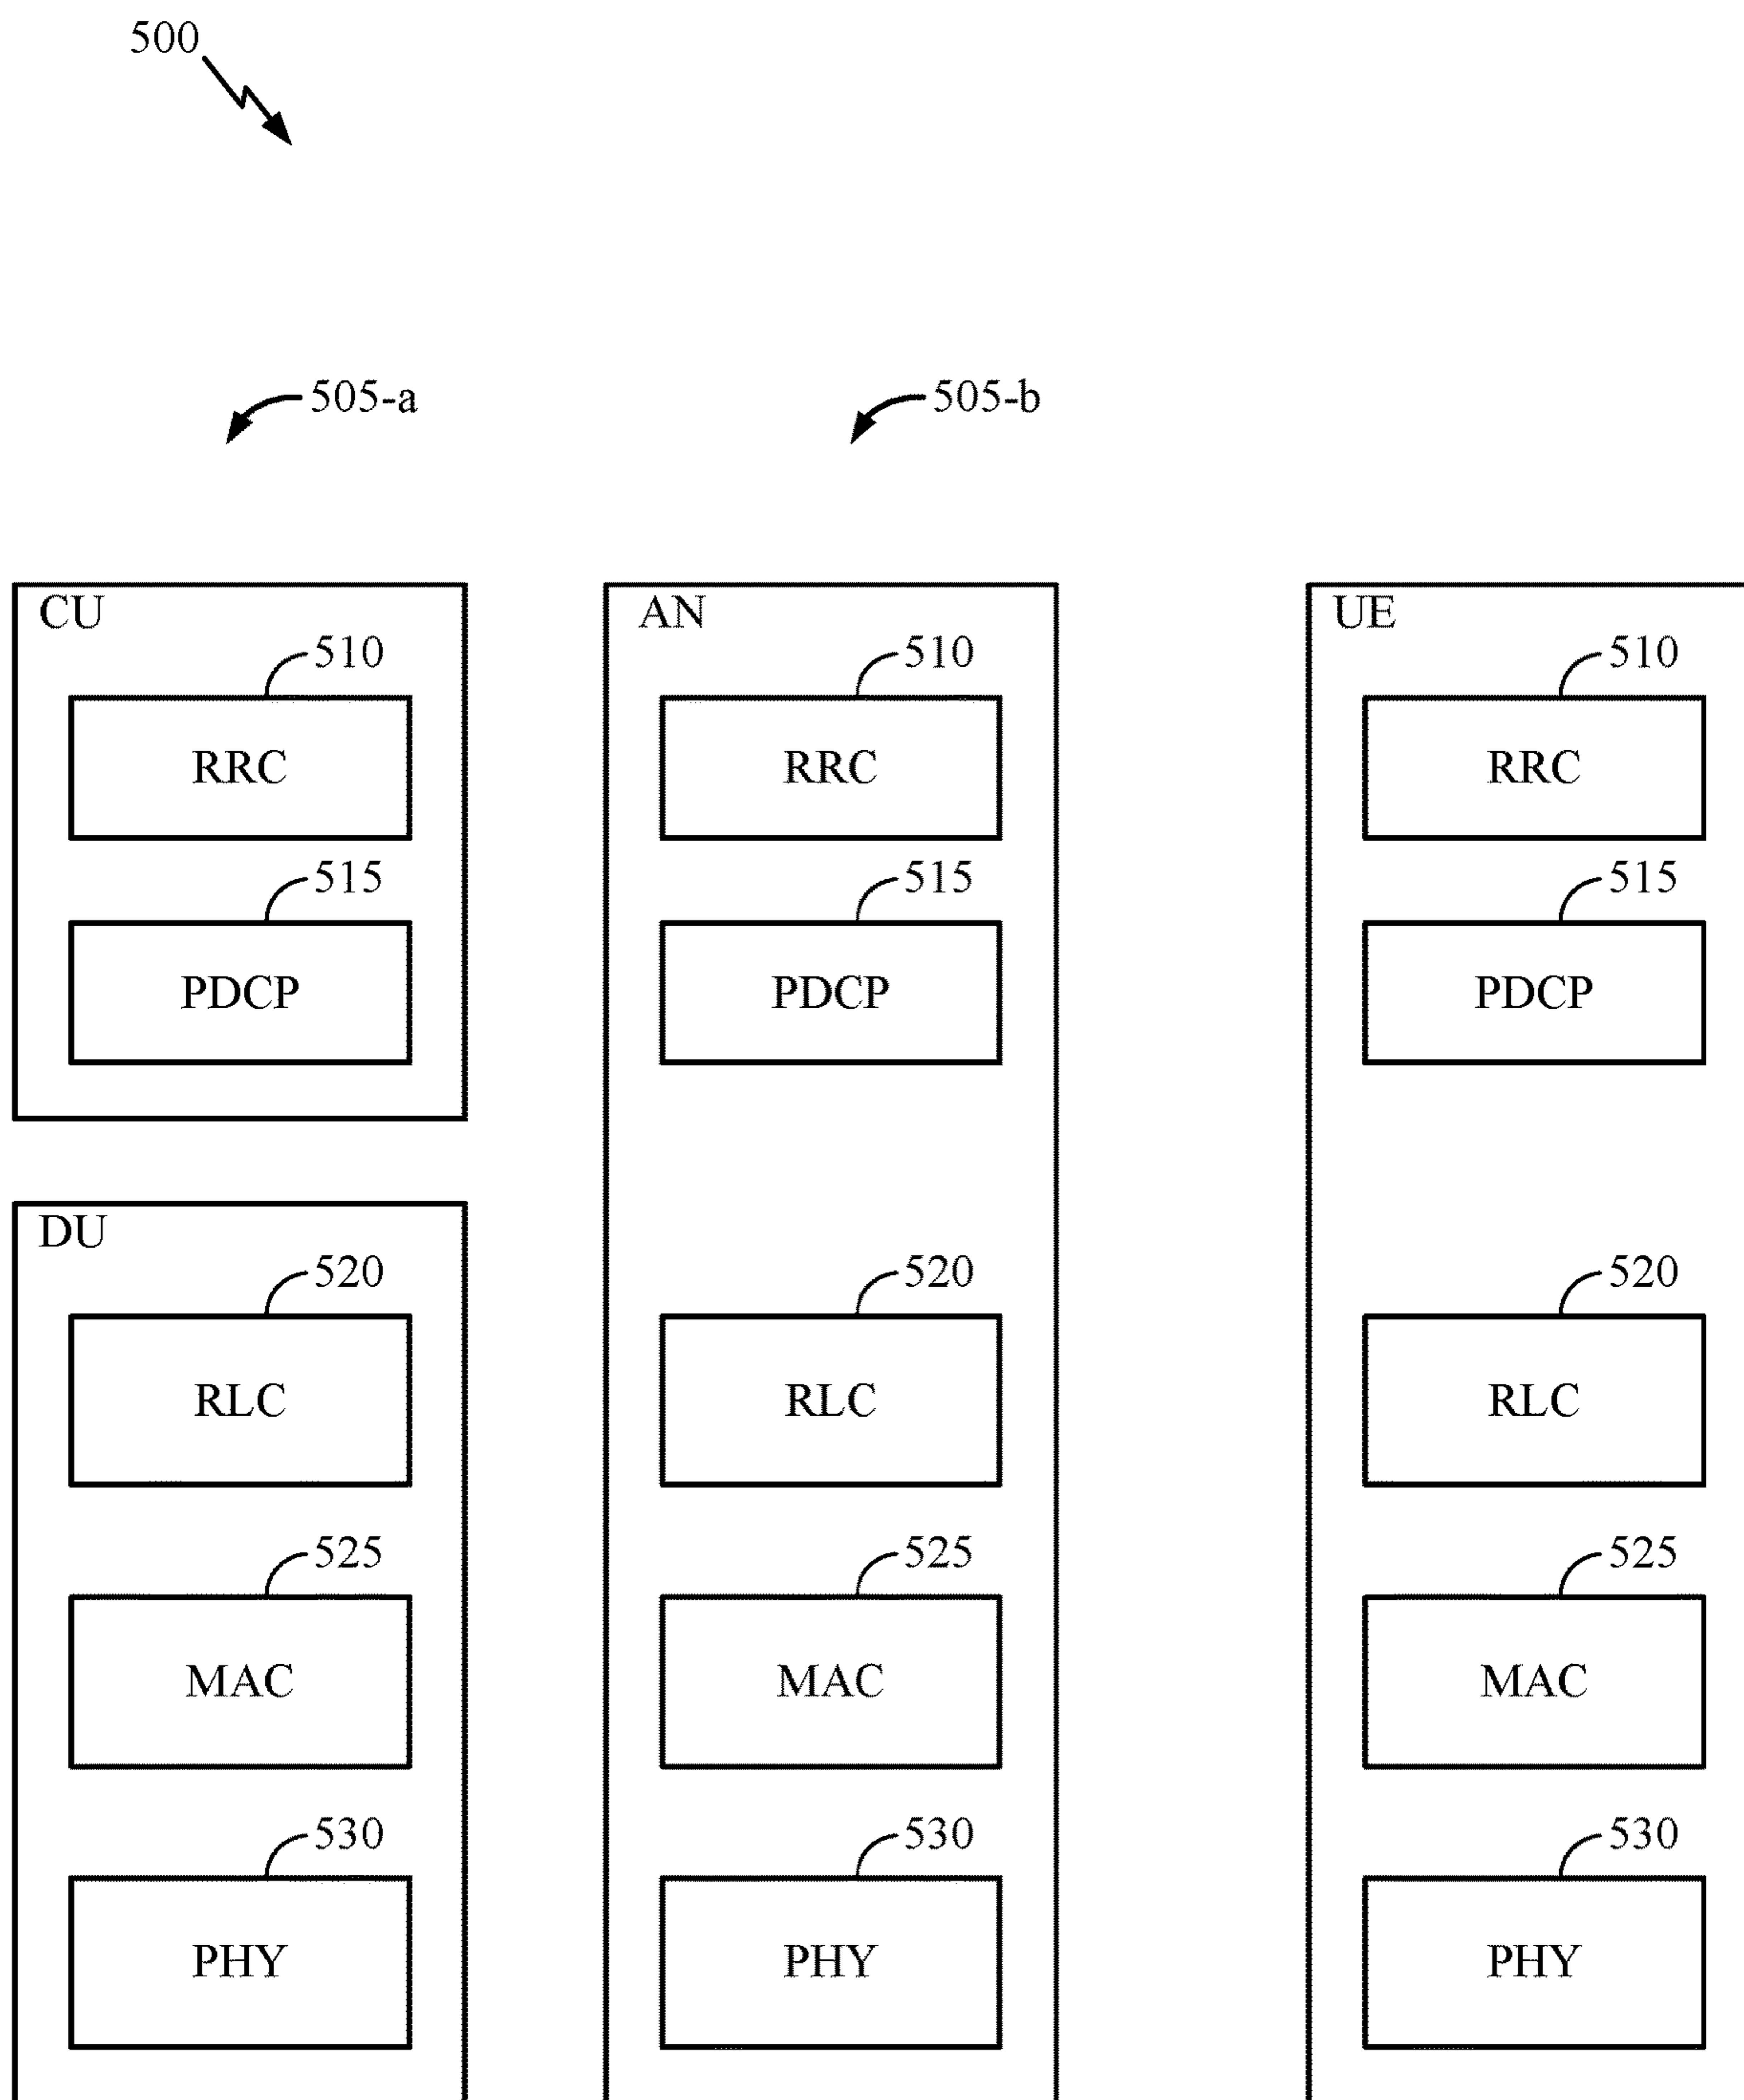 500
505-a 505-b
CU AN UE
510 510 510
RRC RRC RRC
515 515 515
PDCP PDCP PDCP
DU
520 520 520
RLC RLC RLC
525 525 525
MAC MAC MAC
530 530 530
PHY PHY PHY